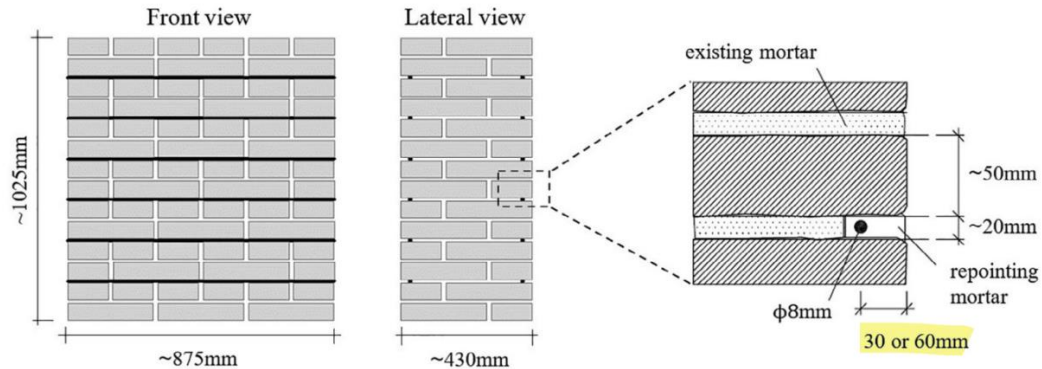 Front view
Lateral view
existing mortar
~1025mm
~50mm
~20mm
repointing
mortar
ϕ8mm
30 or 60mm
~875mm
~430mm